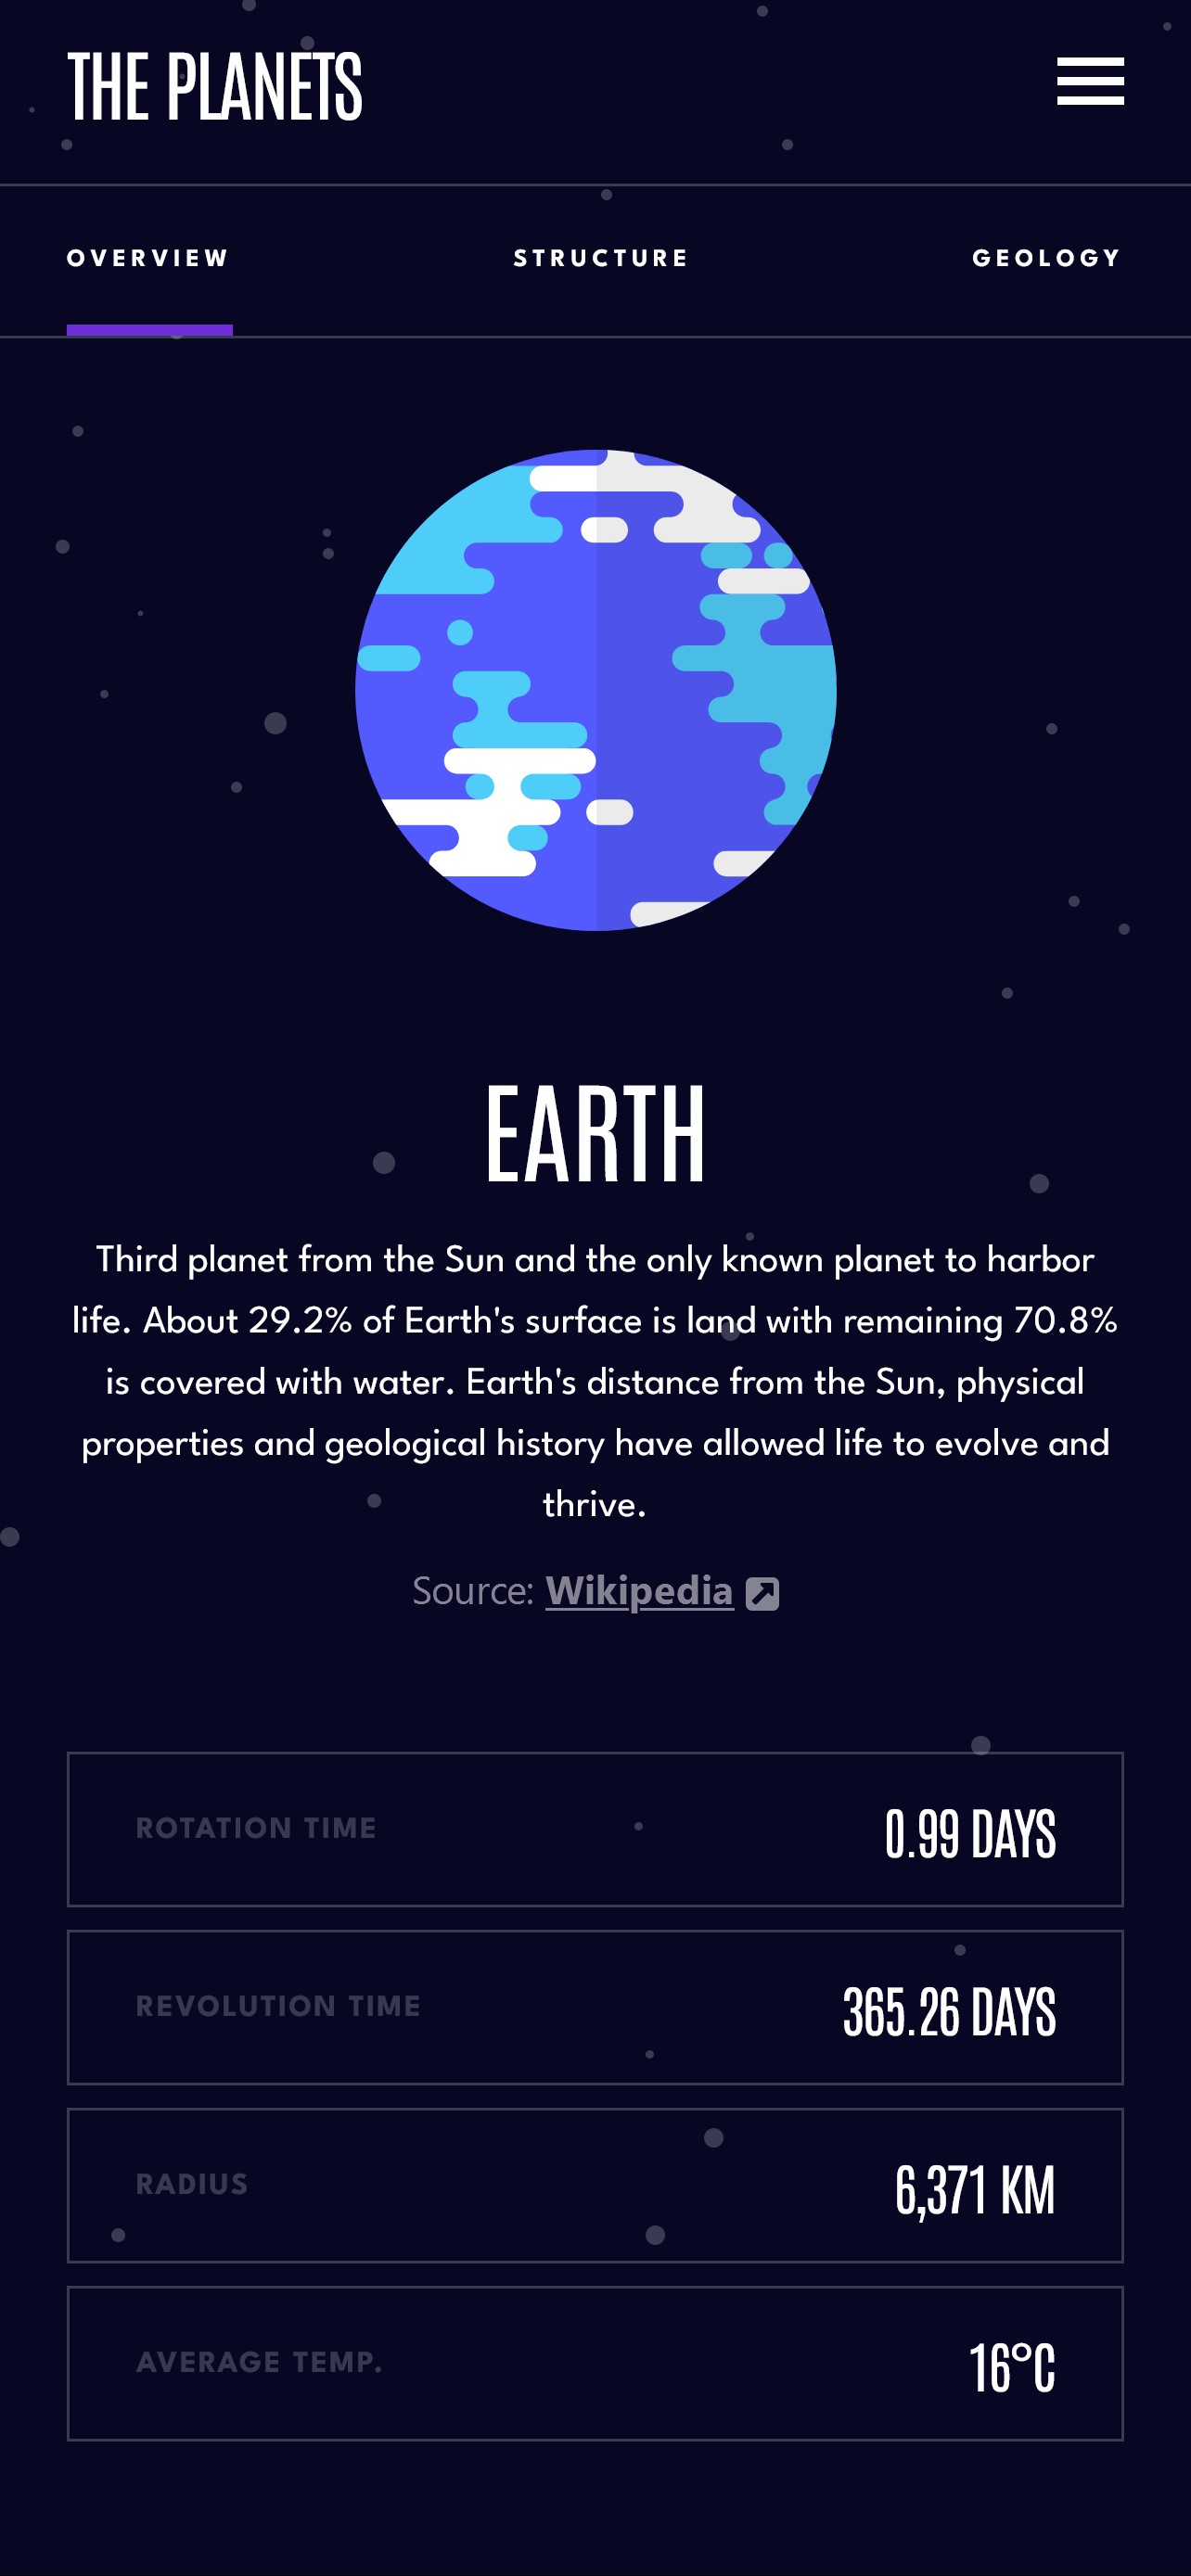 THE PLANETS
OVERVIEW STRUCTURE GEOLOGY
EARTH
Third planet from the Sun and the only known planet to harbor
life. About 29.2% of Earth's surface is land with remaining 70.8%
is covered with water. Earth's distance from the Sun, physical
properties and geological history have allowed life to evolve and
thrive.
Source: Wikipedia
ROTATION TIME 0.99 DAYS
REVOLUTION TIME 365.26 DAYS
RADIUS 6,371 KM
AVERAGE TEMP. 16°C